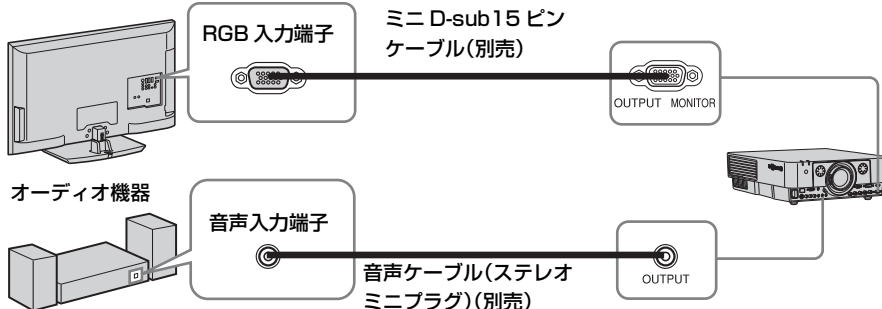 RGB 入力端子
ミニ D-sub15 ピン
ケーブル（別売）
OUTPUT MONITOR
オーディオ機器
音声入力端子
音声ケーブル（ステレオ
ミニプラグ）（別売）
OUTPUT